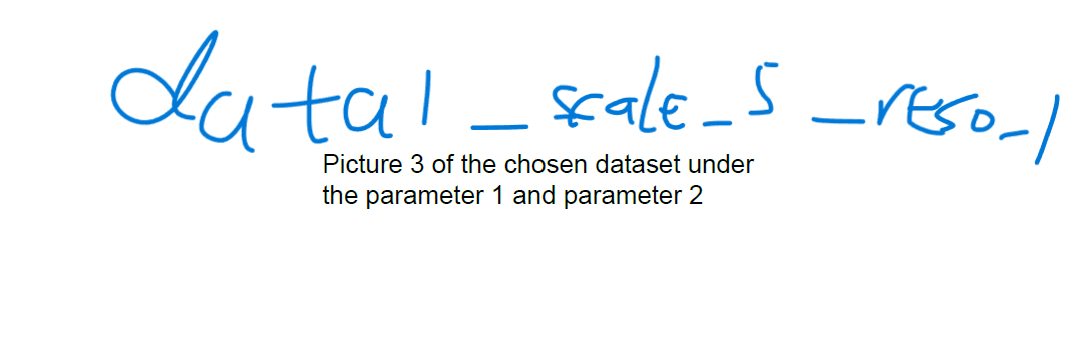 data1_scale_5_reso_1
Picture 3 of the chosen dataset under
the parameter 1 and parameter 2